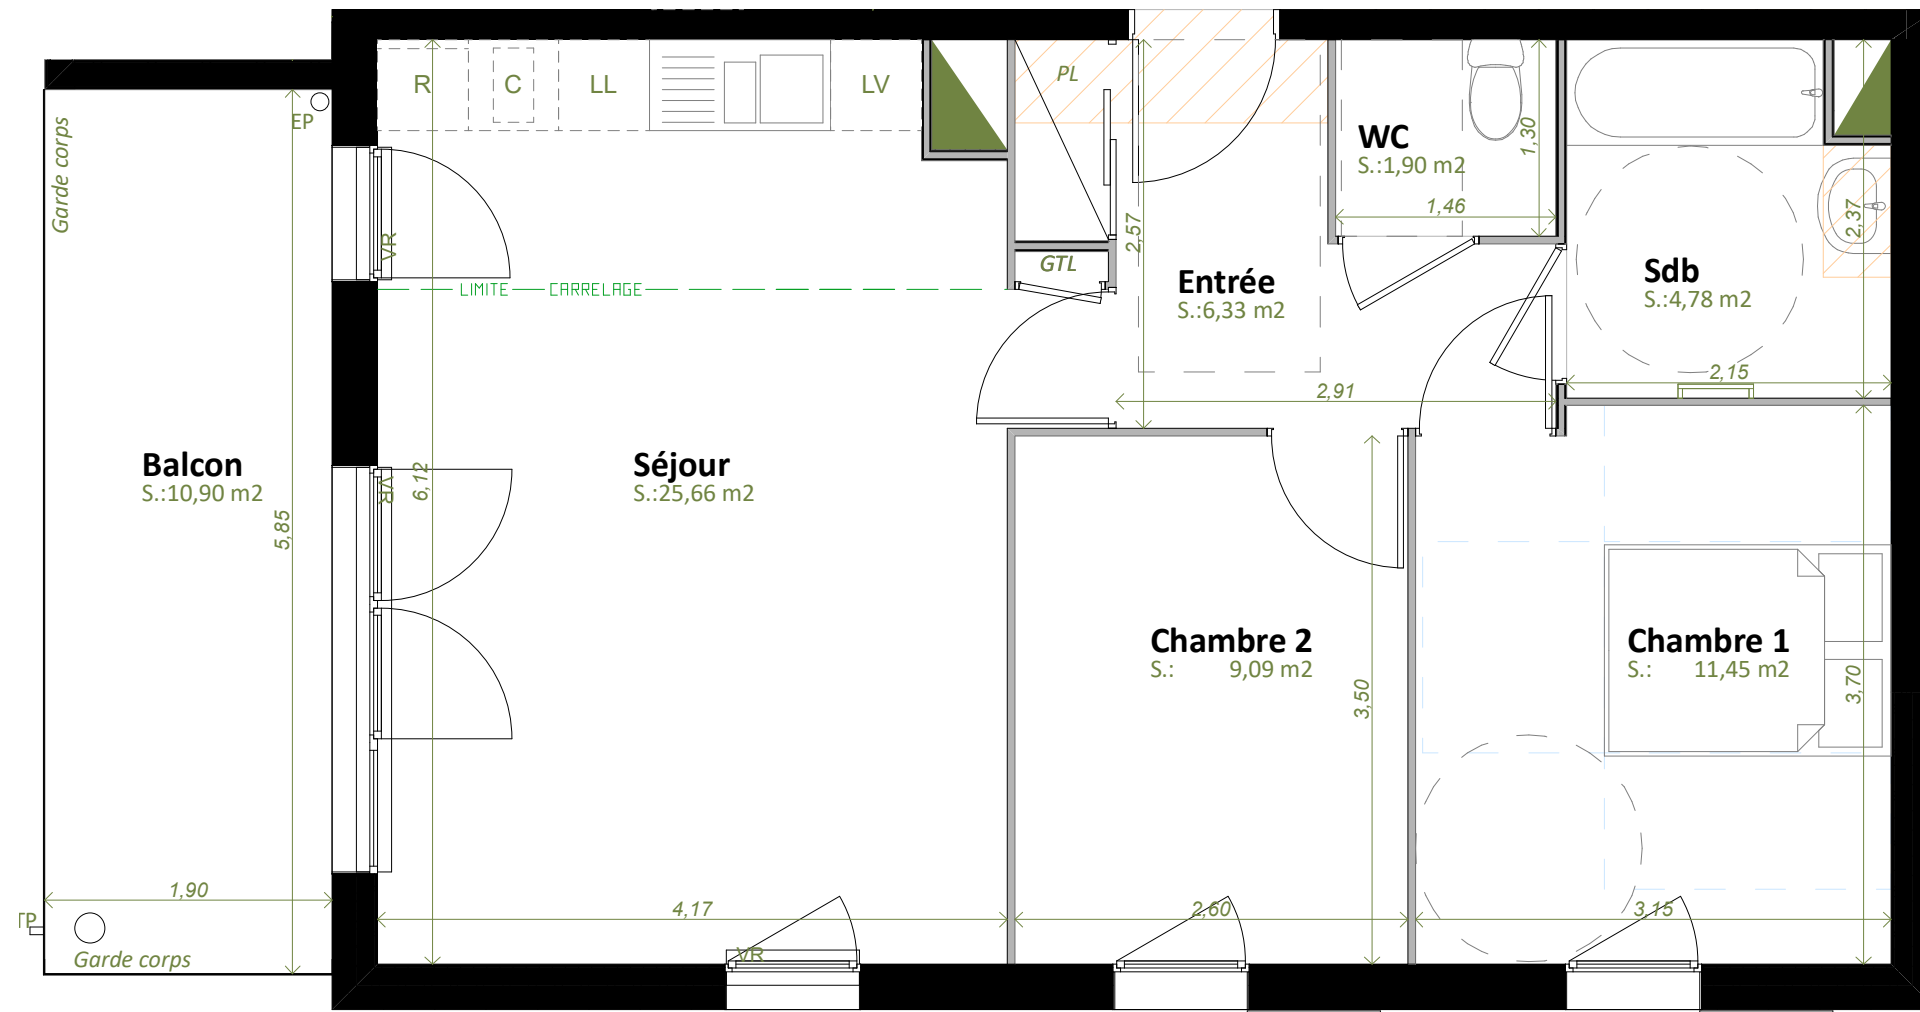 R
C
LL
LV
PL
EP
Garde corps
WC
S.:1,90 m2
1,30
1,46
2,57
2,37
VR
GTL
LIMITE CARRELAGE
Entrée
S.:6,33 m2
Sdb
S.:4,78 m2
2,15
2,91
Balcon
S.:10,90 m2
5,85
VR
6,12
Séjour
S.:25,66 m2
Chambre 2
S.: 9,09 m2
3,50
Chambre 1
S.: 11,45 m2
3,70
1,90
4,17
2,60
3,15
TP
Garde corps
VR